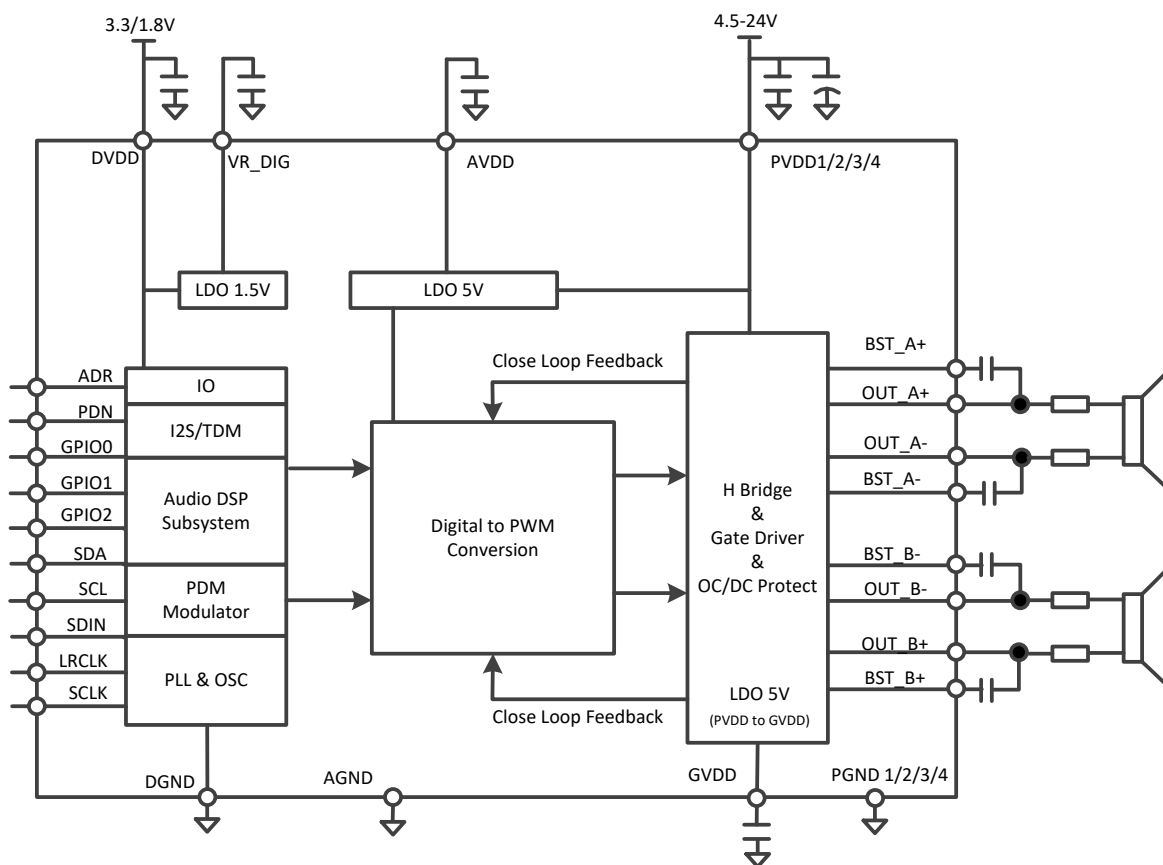 3.3/1.8V
4.5-24V
DVDD
VR_DIG
AVDD
PVDD1/2/3/4
LDO 1.5V
LDO 5V
ADR
PDN
GPIO0
GPIO1
GPIO2
SDA
SCL
SDIN
LRCLK
SCLK
IO
I2S/TDM
Audio DSP
Subsystem
PDM
Modulator
PLL & OSC
Close Loop Feedback
Digital to PWM
Conversion
Close Loop Feedback
H Bridge
&
Gate Driver
&
OC/DC Protect
LDO 5V
(PVDD to GVDD)
BST_A+
OUT_A+
OUT_A-
BST_A-
BST_B-
OUT_B-
OUT_B+
BST_B+
DGND
AGND
GVDD
PGND 1/2/3/4